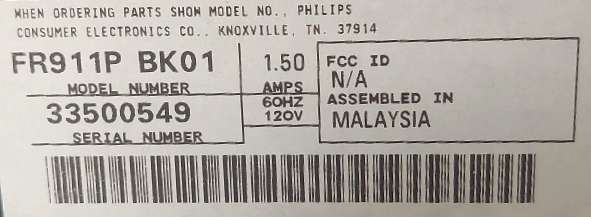 WHEN ORDERING PARTS SHOW MODEL NO., PHILIPS
CONSUMER ELECTRONICS CO., KNOXVILLE, TN. 37914
FR911P BK01
MODEL NUMBER
33500549
SERIAL NUMBER
1.50
AMPS
60HZ
120V
FCC ID
N/A
ASSEMBLED IN
MALAYSIA